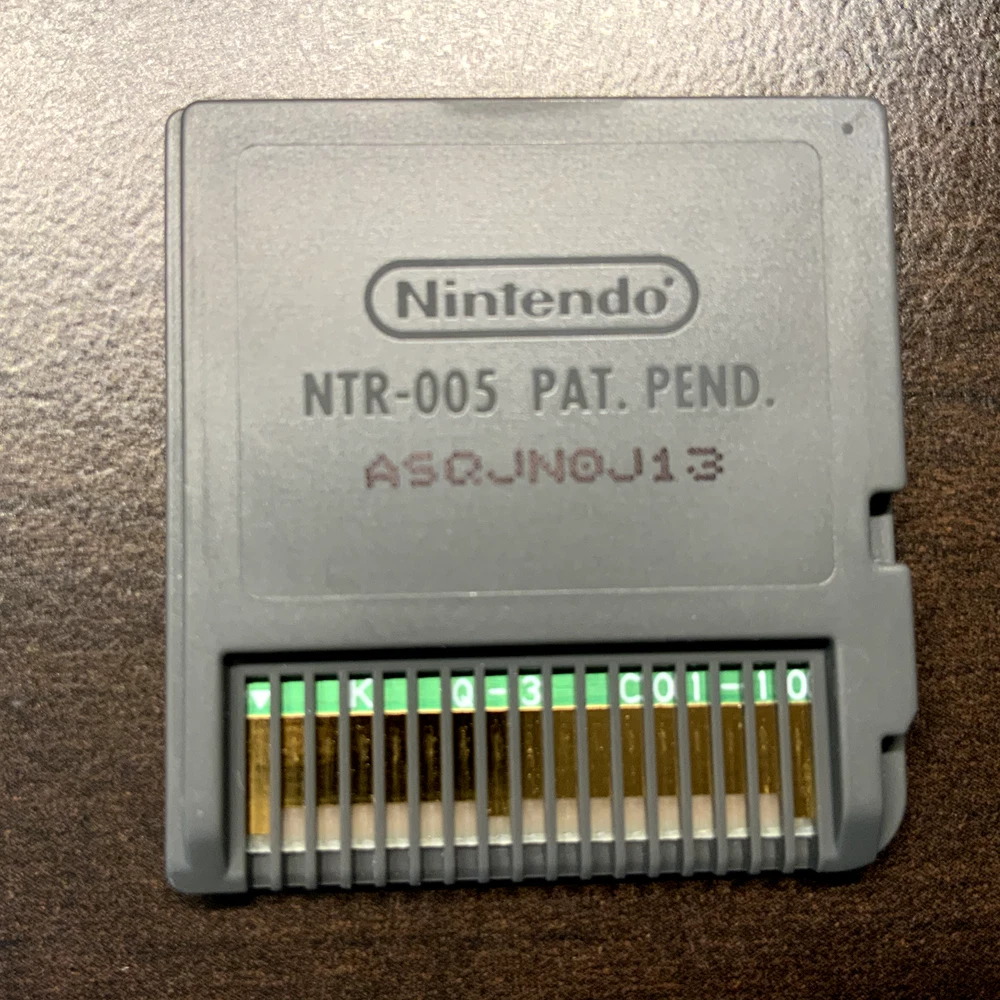 Nintendo
NTR-005 PAT. PEND.
ASQJN0J13
▼ K Q-3 C01-10